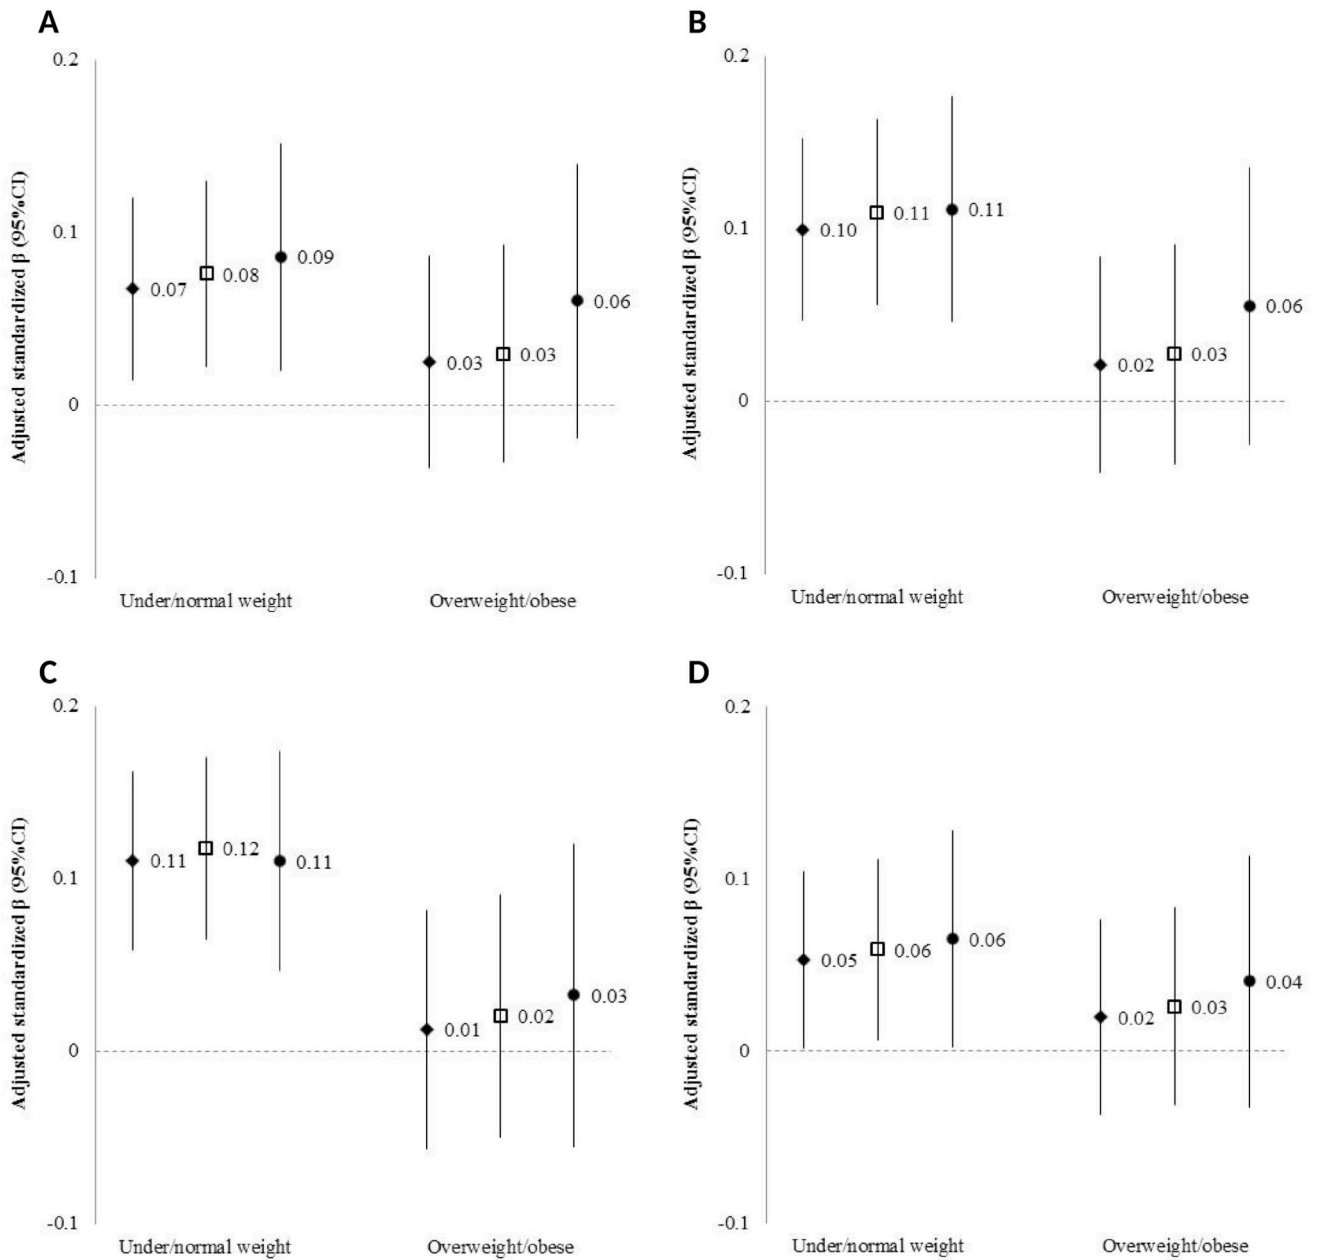 A
Adjusted standardized β (95%CI)
0.2
0.1
0
-0.1
0.07
0.08
0.09
0.03
0.03
0.06
Under/normal weight
Overweight/obese
B
Adjusted standardized β (95%CI)
0.2
0.1
0
-0.1
0.10
0.11
0.11
0.02
0.03
0.06
Under/normal weight
Overweight/obese
C
Adjusted standardized β (95%CI)
0.2
0.1
0
-0.1
0.11
0.12
0.11
0.01
0.02
0.03
Under/normal weight
Overweight/obese
D
Adjusted standardized β (95%CI)
0.2
0.1
0
-0.1
0.05
0.06
0.06
0.02
0.03
0.04
Under/normal weight
Overweight/obese